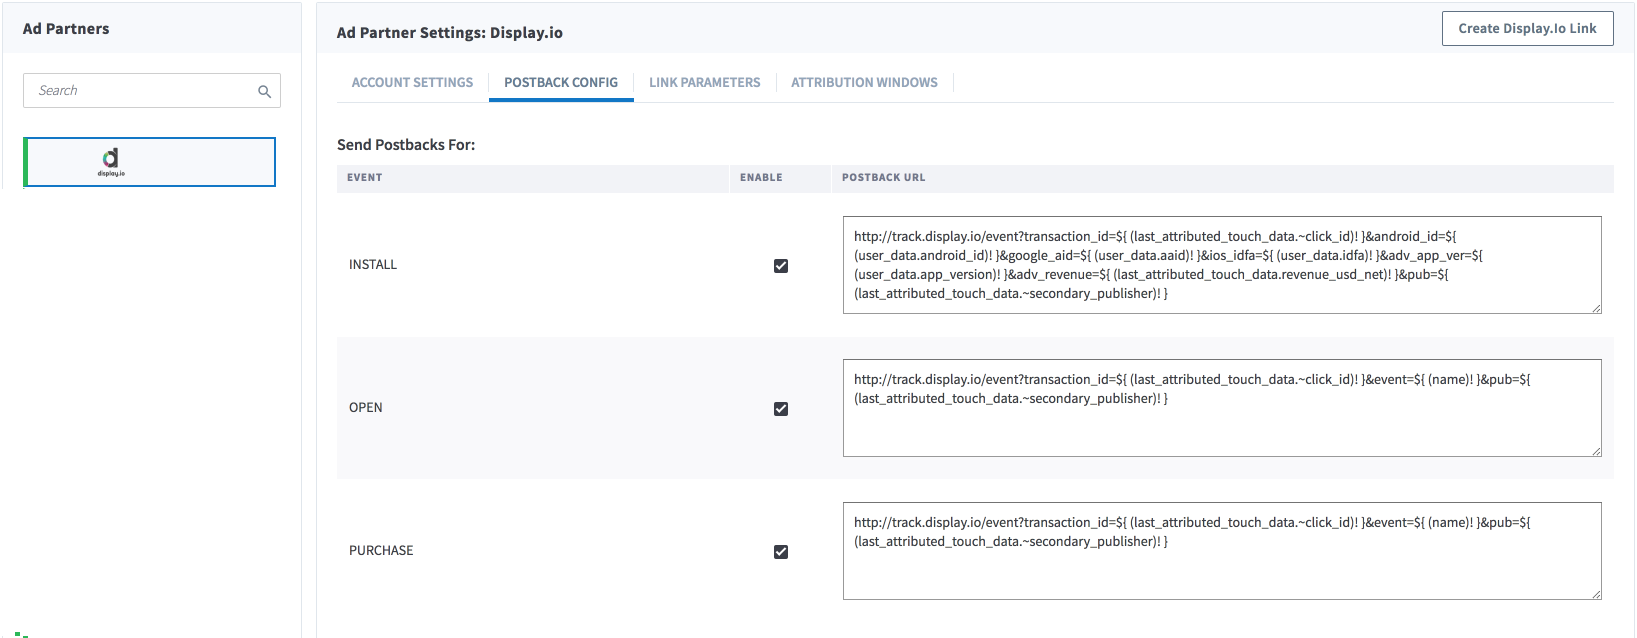 Ad Partners
Search
display.io
Ad Partner Settings: Display.io
Create Display.Io Link
ACCOUNT SETTINGS
POSTBACK CONFIG
LINK PARAMETERS
ATTRIBUTION WINDOWS
Send Postbacks For:
EVENT
ENABLE
POSTBACK URL
INSTALL
http://track.display.io/event?transaction_id=${ (last_attributed_touch_data.~click_id)! }&android_id=${
(user_data.android_id)! }&google_aid=${ (user_data.aaid)! }&ios_idfa=${ (user_data.idfa)! }&adv_app_ver=${
(user_data.app_version)! }&adv_revenue=${ (last_attributed_touch_data.revenue_usd_net)! }&pub=${
(last_attributed_touch_data.~secondary_publisher)! }
OPEN
http://track.display.io/event?transaction_id=${ (last_attributed_touch_data.~click_id)! }&event=${ (name)! }&pub=${
(last_attributed_touch_data.~secondary_publisher)! }
PURCHASE
http://track.display.io/event?transaction_id=${ (last_attributed_touch_data.~click_id)! }&event=${ (name)! }&pub=${
(last_attributed_touch_data.~secondary_publisher)! }